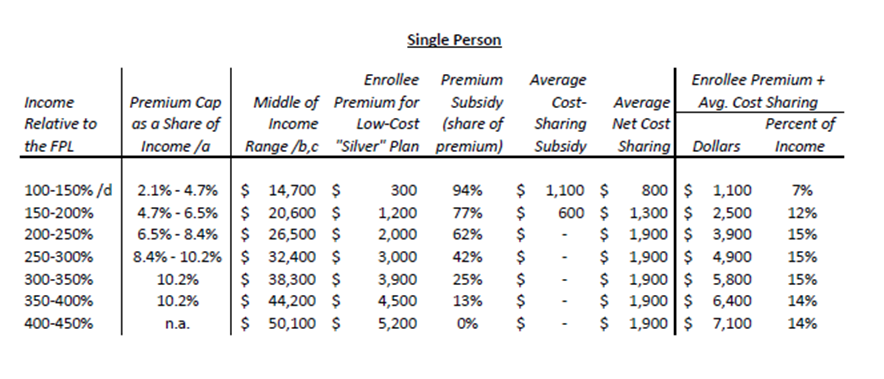 Single Person
Enrollee Premium Average Enrollee Premium +
Income Premium Cap Middle of Premium for Subsidy Cost- Average Avg. Cost Sharing
Relative to as a Share of Income Low-Cost (share of Sharing Net Cost Percent of
the FPL Income /a Range /b,c "Silver" Plan premium) Subsidy Sharing Dollars Income
100-150% /d 2.1% - 4.7% $ 14,700 $ 300 94% $ 1,100 $ 800 $ 1,100 7%
150-200% 4.7% - 6.5% $ 20,600 $ 1,200 77% $ 600 $ 1,300 $ 2,500 12%
200-250% 6.5% - 8.4% $ 26,500 $ 2,000 62% $ - $ 1,900 $ 3,900 15%
250-300% 8.4% - 10.2% $ 32,400 $ 3,000 42% $ - $ 1,900 $ 4,900 15%
300-350% 10.2% $ 38,300 $ 3,900 25% $ - $ 1,900 $ 5,800 15%
350-400% 10.2% $ 44,200 $ 4,500 13% $ - $ 1,900 $ 6,400 14%
400-450% n.a. $ 50,100 $ 5,200 0% $ - $ 1,900 $ 7,100 14%